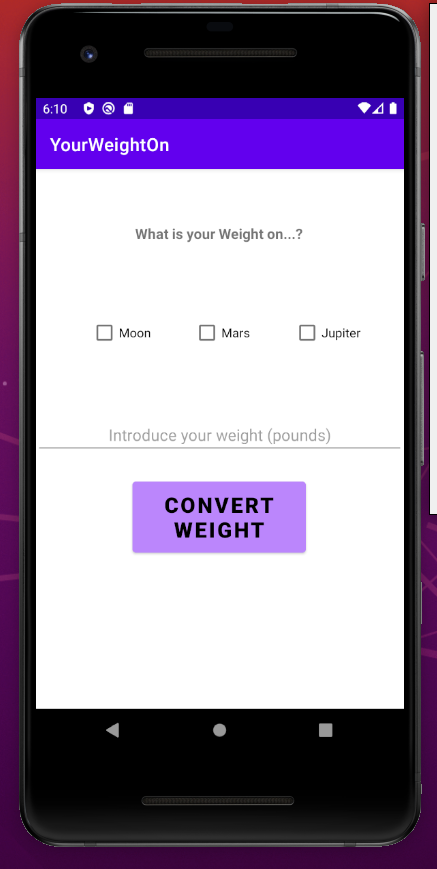 6:10
YourWeightOn
What is your Weight on...?
Moon Mars Jupiter
Introduce your weight (pounds)
CONVERT
WEIGHT